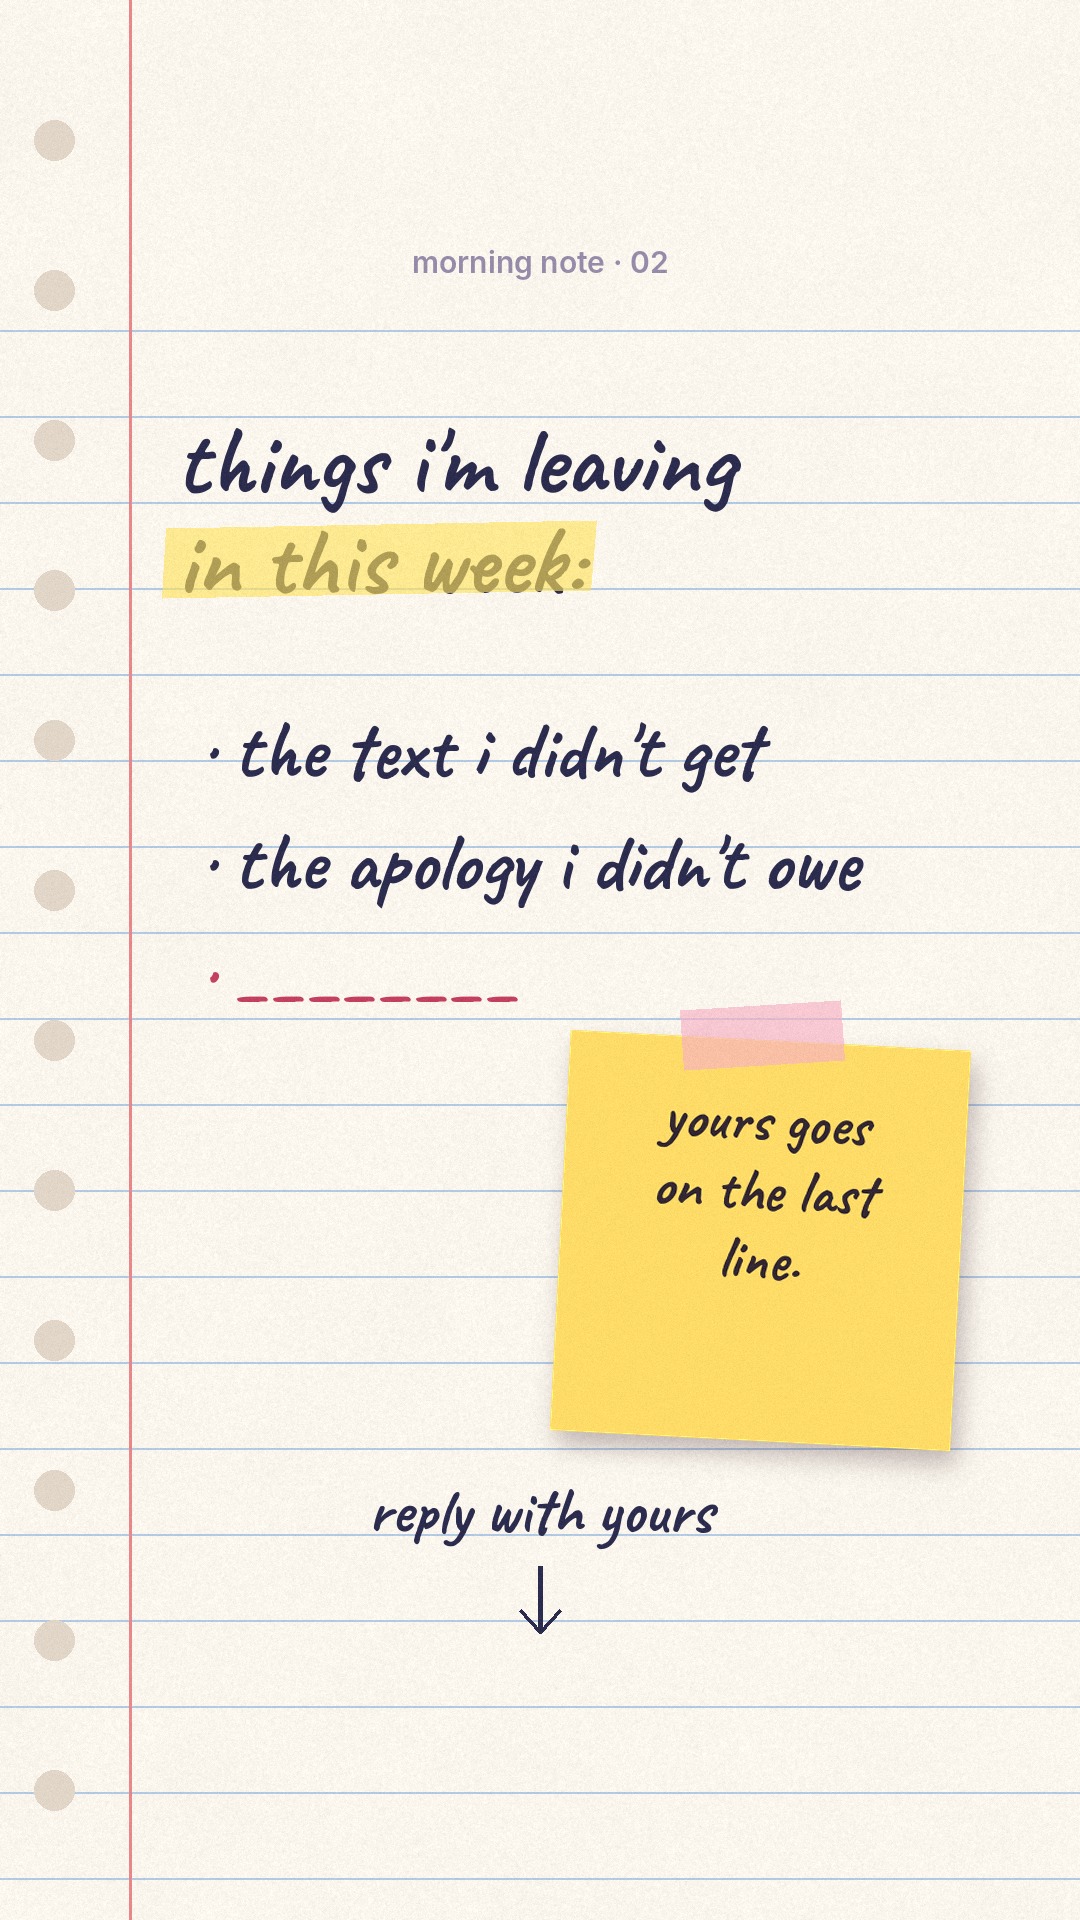 morning note · 02
things i'm leaving
in this week:
· the text i didn't get
· the apology i didn't owe
· ________
yours goes
on the last
line.
reply with yours
↓